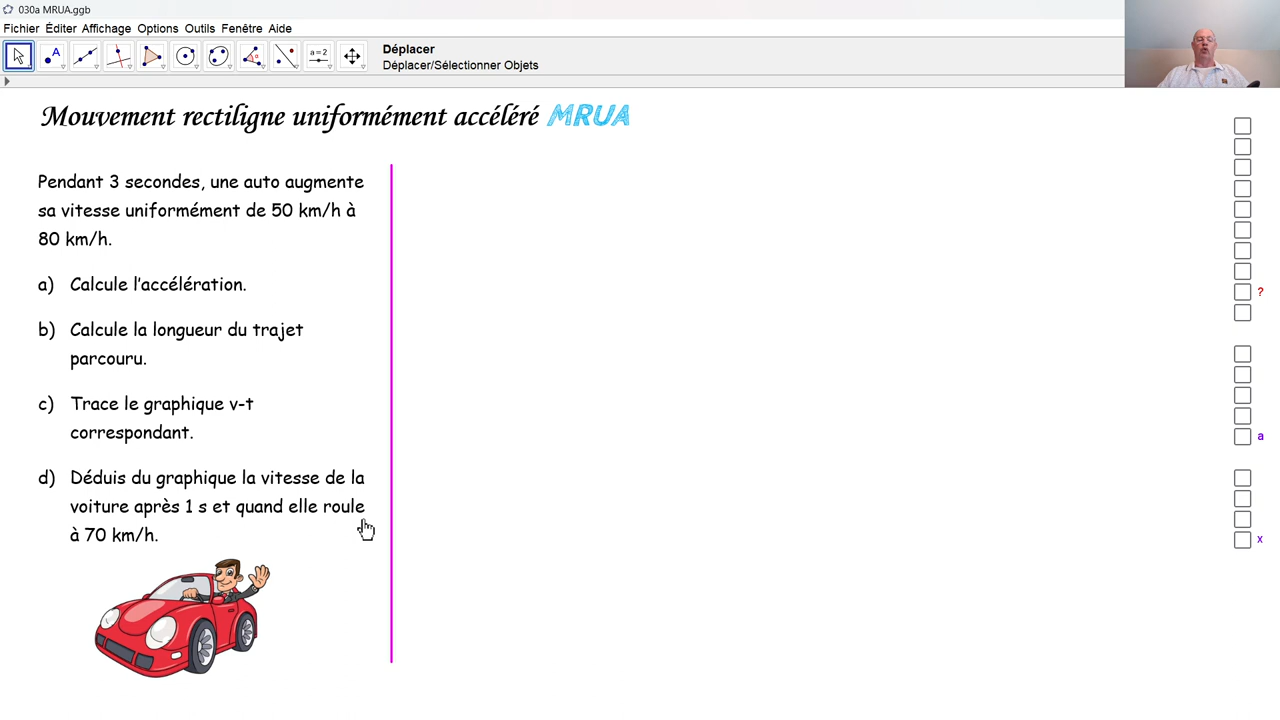 030a MRUA.ggb
Fichier Éditer Affichage Options Outils Fenêtre Aide
A
a=2
Déplacer
Déplacer/Sélectionner Objets
Mouvement rectiligne uniformément accéléré MRUA
Pendant 3 secondes, une auto augmente
sa vitesse uniformément de 50 km/h à
80 km/h.
a) Calcule l'accélération.
b) Calcule la longueur du trajet
parcouru.
c) Trace le graphique v-t
correspondant.
d) Déduis du graphique la vitesse de la
voiture après 1 s et quand elle roule
à 70 km/h.
?
a
x